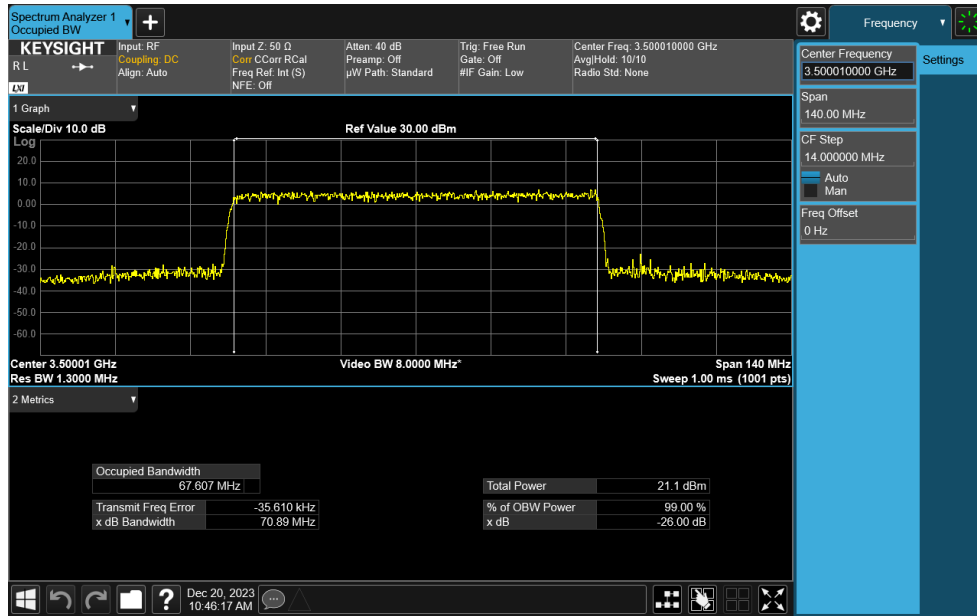 Spectrum Analyzer 1
Occupied BW
Frequency
KEYSIGHT
R L
LXI
Input: RF
Coupling: DC
Align: Auto
Input Z: 50 Ω
Corr CCorr RCal
Freq Ref: Int (S)
NFE: Off
Atten: 40 dB
Preamp: Off
µW Path: Standard
Trig: Free Run
Gate: Off
#IF Gain: Low
Center Freq: 3.500010000 GHz
Avg|Hold: 10/10
Radio Std: None
Center Frequency
3.500010000 GHz
Settings
Span
140.00 MHz
CF Step
14.000000 MHz
Auto
Man
Freq Offset
0 Hz
1 Graph
Scale/Div 10.0 dB
Ref Value 30.00 dBm
Log
20.0
10.0
0.00
-10.0
-20.0
-30.0
-40.0
-50.0
-60.0
Center 3.50001 GHz
Video BW 8.0000 MHz*
Span 140 MHz
Res BW 1.3000 MHz
Sweep 1.00 ms (1001 pts)
2 Metrics
Occupied Bandwidth
67.607 MHz
Total Power 21.1 dBm
Transmit Freq Error -35.610 kHz
% of OBW Power 99.00 %
x dB Bandwidth 70.89 MHz
x dB -26.00 dB
?
Dec 20, 2023
10:46:17 AM